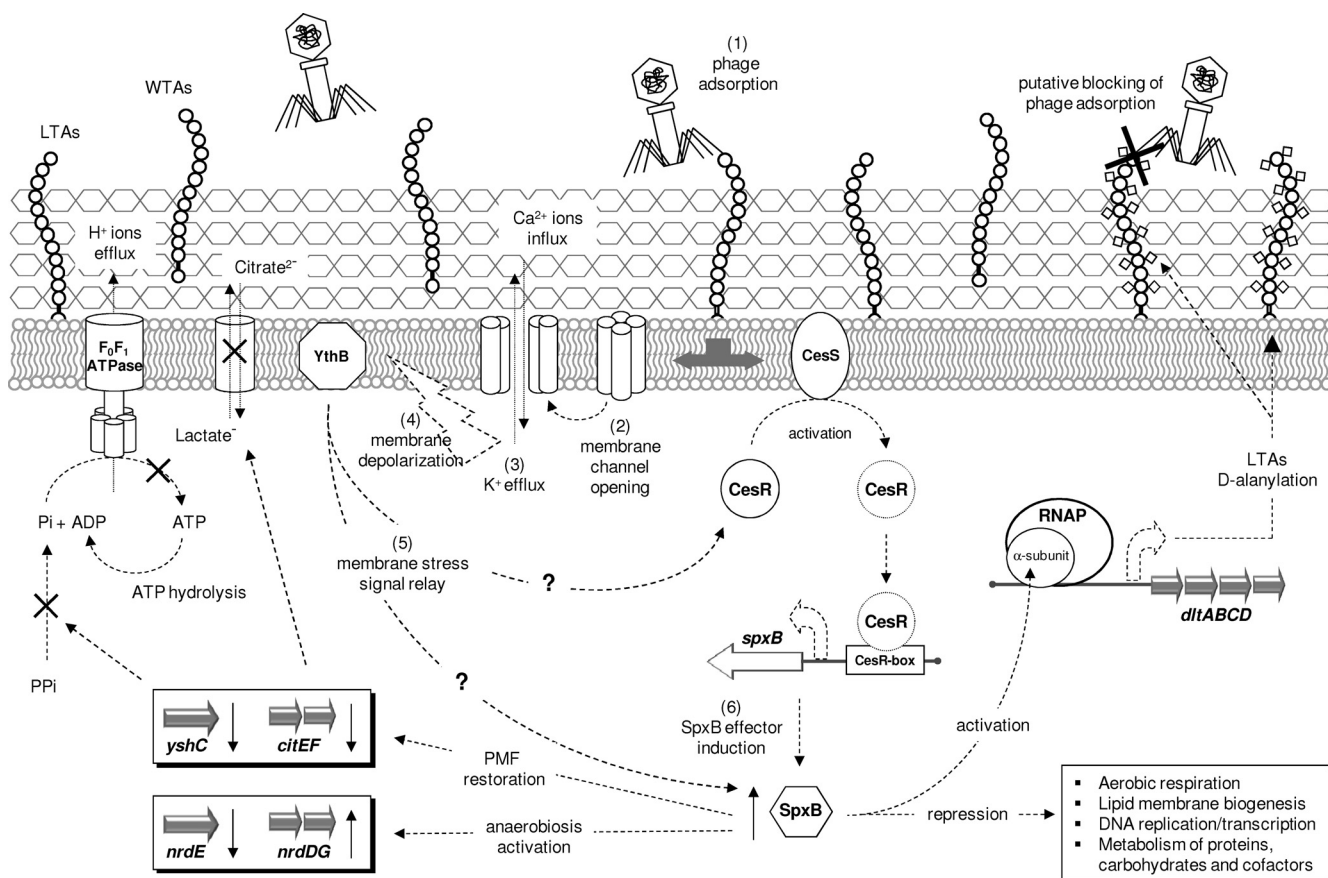 (1)
phage
adsorption
putative blocking of
phage adsorption
WTAs
LTAs
H⁺ ions
efflux
Citrate²⁻
Ca²⁺ ions
influx
F₀F₁
ATPase
YthB
CesS
Lactate⁻
(4)
membrane
depolarization
(3)
K⁺ efflux
(2)
membrane
channel
opening
activation
CesR
CesR
LTAs
D-alanylation
RNAP
α-subunit
dltABCD
Pi + ADP
ATP
ATP hydrolysis
(5)
membrane stress
signal relay
?
CesR
spxB
CesR-box
PPi
?
(6)
SpxB effector
induction
activation
yshC
citEF
PMF
restoration
SpxB
nrdE
nrdDG
anaerobiosis
activation
repression
▪ Aerobic respiration
▪ Lipid membrane biogenesis
▪ DNA replication/transcription
▪ Metabolism of proteins,
carbohydrates and cofactors